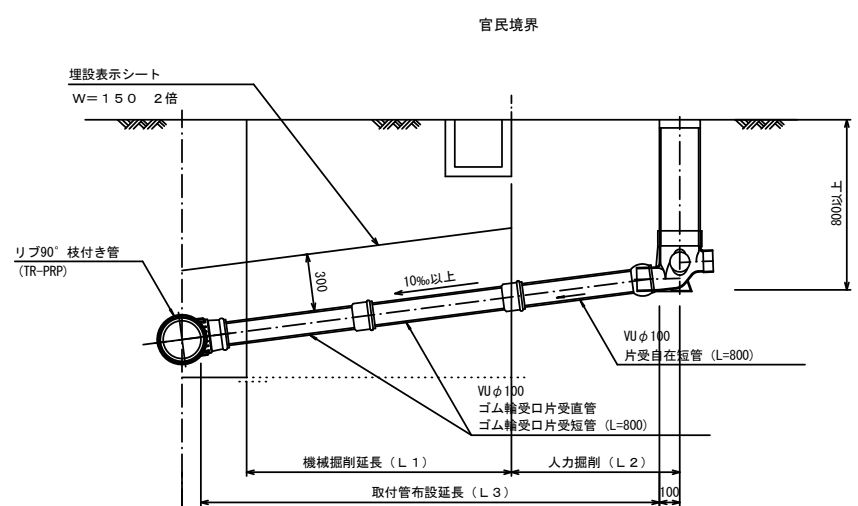 官民境界
埋設表示シート
W=150 2倍
800以上
リブ90°枝付き管
(TR-PRP)
300
10‰以上
VUφ100
片受自在短管 (L=800)
VUφ100
ゴム輪受口片受直管
ゴム輪受口片受短管 (L=800)
機械掘削延長 (L1)
人力掘削 (L2)
取付管布設延長 (L3)
100